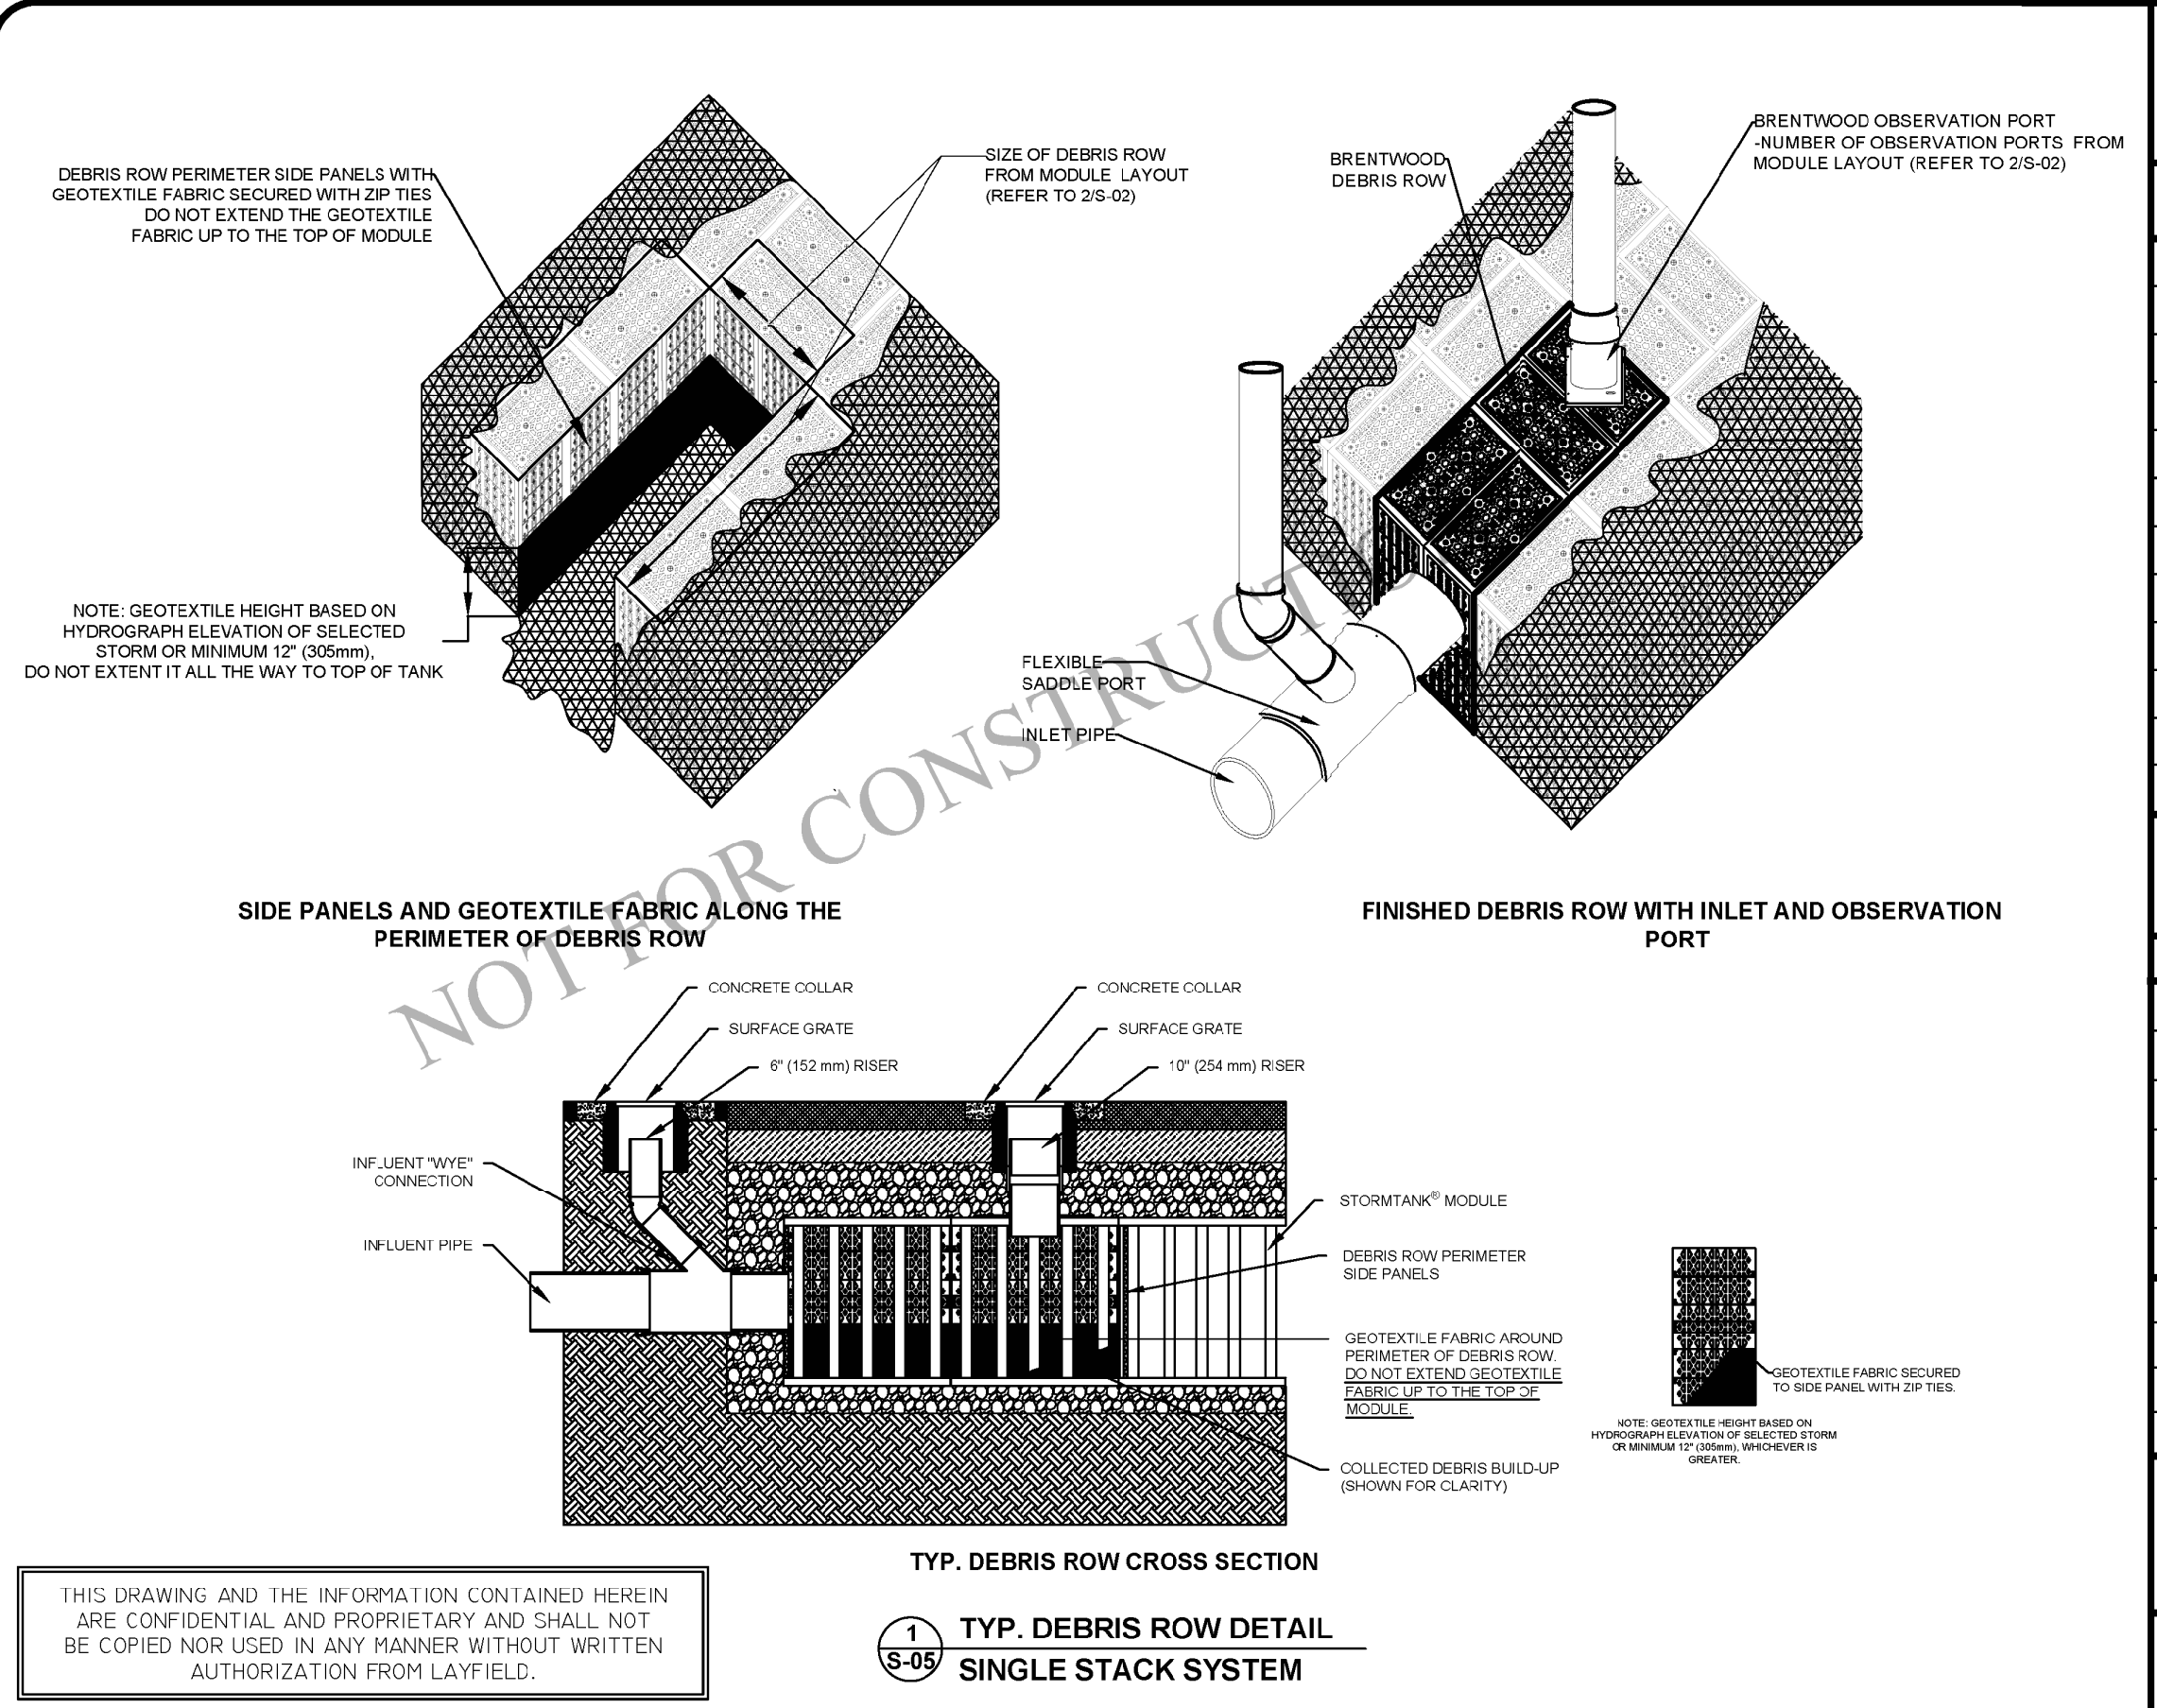 DEBRIS ROW PERIMETER SIDE PANELS WITH
GEOTEXTILE FABRIC SECURED WITH ZIP TIES
DO NOT EXTEND THE GEOTEXTILE
FABRIC UP TO THE TOP OF MODULE
SIZE OF DEBRIS ROW
FROM MODULE LAYOUT
(REFER TO 2/S-02)
NOTE: GEOTEXTILE HEIGHT BASED ON
HYDROGRAPH ELEVATION OF SELECTED
STORM OR MINIMUM 12" (305mm),
DO NOT EXTENT IT ALL THE WAY TO TOP OF TANK
BRENTWOOD
DEBRIS ROW
BRENTWOOD OBSERVATION PORT
-NUMBER OF OBSERVATION PORTS FROM
MODULE LAYOUT (REFER TO 2/S-02)
FLEXIBLE
SADDLE PORT
INLET PIPE
NOT FOR CONSTRUCTIO
SIDE PANELS AND GEOTEXTILE FABRIC ALONG THE
PERIMETER OF DEBRIS ROW
FINISHED DEBRIS ROW WITH INLET AND OBSERVATION
PORT
CONCRETE COLLAR
SURFACE GRATE
6" (152 mm) RISER
CONCRETE COLLAR
SURFACE GRATE
10" (254 mm) RISER
INFLUENT "WYE"
CONNECTION
INFLUENT PIPE
STORMTANK® MODULE
DEBRIS ROW PERIMETER
SIDE PANELS
GEOTEXTILE FABRIC AROUND
PERIMETER OF DEBRIS ROW.
DO NOT EXTEND GEOTEXTILE
FABRIC UP TO THE TOP OF
MODULE.
COLLECTED DEBRIS BUILD-UP
(SHOWN FOR CLARITY)
GEOTEXTILE FABRIC SECURED
TO SIDE PANEL WITH ZIP TIES.
NOTE: GEOTEXTILE HEIGHT BASED ON
HYDROGRAPH ELEVATION OF SELECTED STORM
OR MINIMUM 12" (305mm), WHICHEVER IS
GREATER.
TYP. DEBRIS ROW CROSS SECTION
1
S-05
TYP. DEBRIS ROW DETAIL
SINGLE STACK SYSTEM
THIS DRAWING AND THE INFORMATION CONTAINED HEREIN
ARE CONFIDENTIAL AND PROPRIETARY AND SHALL NOT
BE COPIED NOR USED IN ANY MANNER WITHOUT WRITTEN
AUTHORIZATION FROM LAYFIELD.